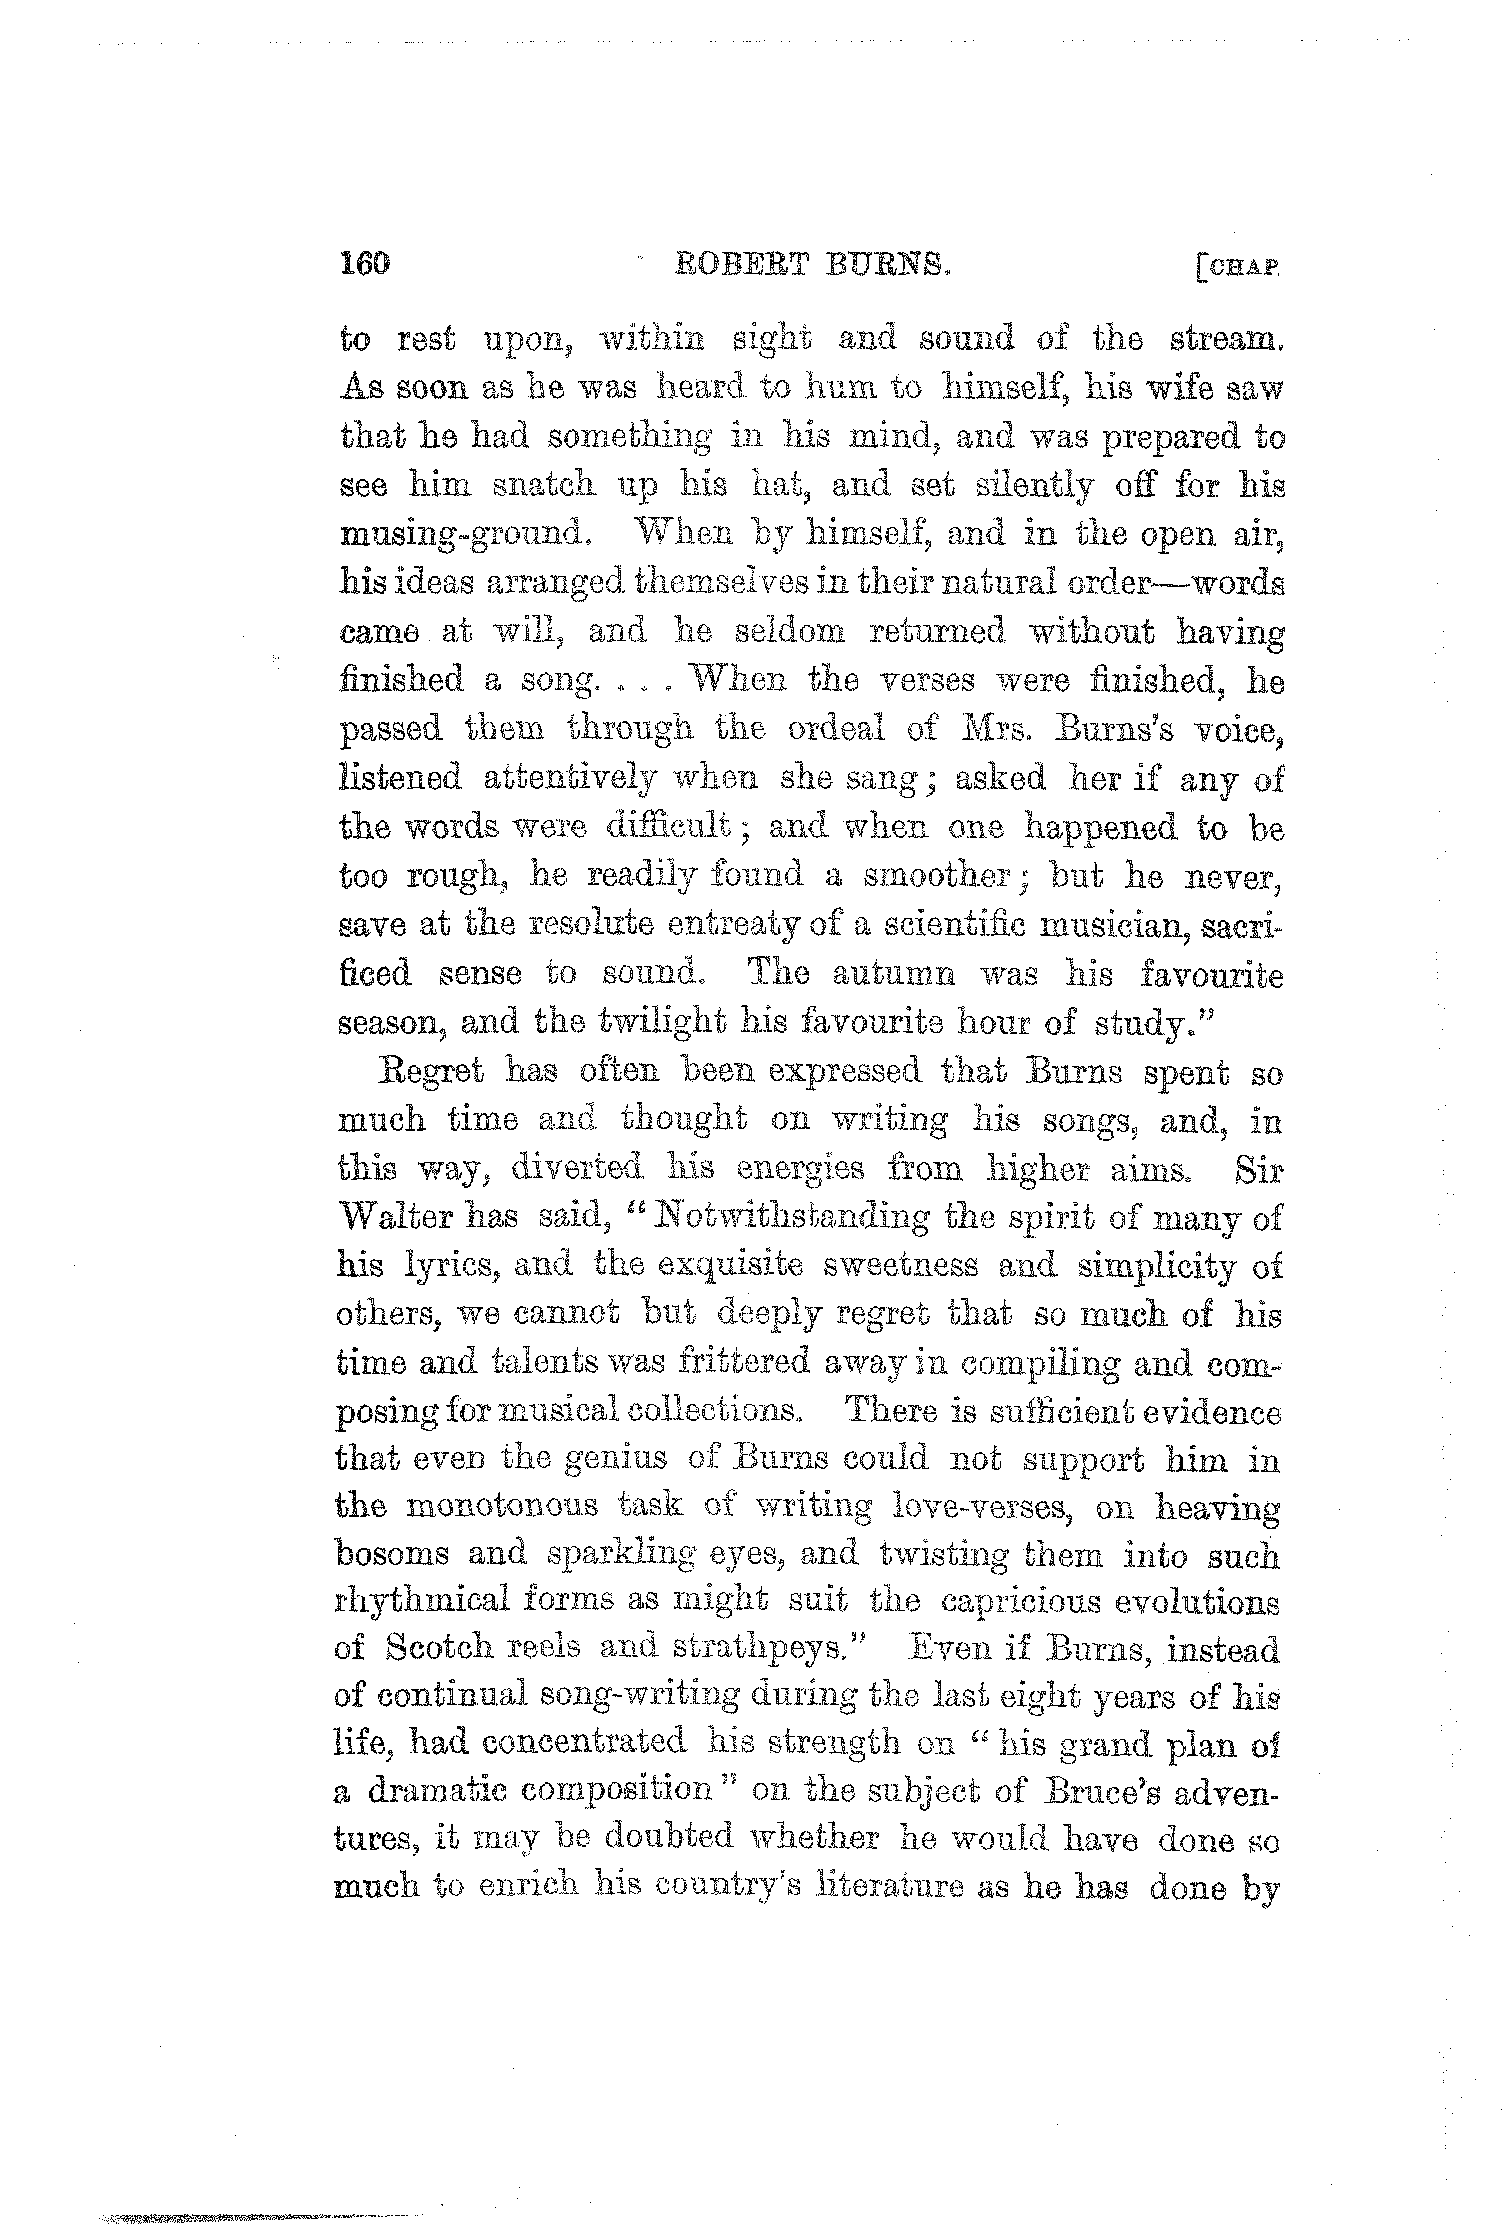 160 ROBERT BURNS. [CHAP.
to rest upon, within sight and sound of the stream.
As soon as he was heard to hum to himself, his wife saw
that he had something in his mind, and was prepared to
see him snatch up his hat, and set silently off for his
musing-ground. When by himself, and in the open air,
his ideas arranged themselves in their natural order—words
came at will, and he seldom returned without having
finished a song. . . . When the verses were finished, he
passed them through the ordeal of Mrs. Burns's voice,
listened attentively when she sang; asked her if any of
the words were difficult; and when one happened to be
too rough, he readily found a smoother; but he never,
save at the resolute entreaty of a scientific musician, sacri-
ficed sense to sound. The autumn was his favourite
season, and the twilight his favourite hour of study."
Regret has often been expressed that Burns spent so
much time and thought on writing his songs, and, in
this way, diverted his energies from higher aims. Sir
Walter has said, "Notwithstanding the spirit of many of
his lyrics, and the exquisite sweetness and simplicity of
others, we cannot but deeply regret that so much of his
time and talents was frittered away in compiling and com-
posing for musical collections. There is sufficient evidence
that even the genius of Burns could not support him in
the monotonous task of writing love-verses, on heaving
bosoms and sparkling eyes, and twisting them into such
rhythmical forms as might suit the capricious evolutions
of Scotch reels and strathpeys." Even if Burns, instead
of continual song-writing during the last eight years of his
life, had concentrated his strength on "his grand plan of
a dramatic composition" on the subject of Bruce's adven-
tures, it may be doubted whether he would have done so
much to enrich his country's literature as he has done by